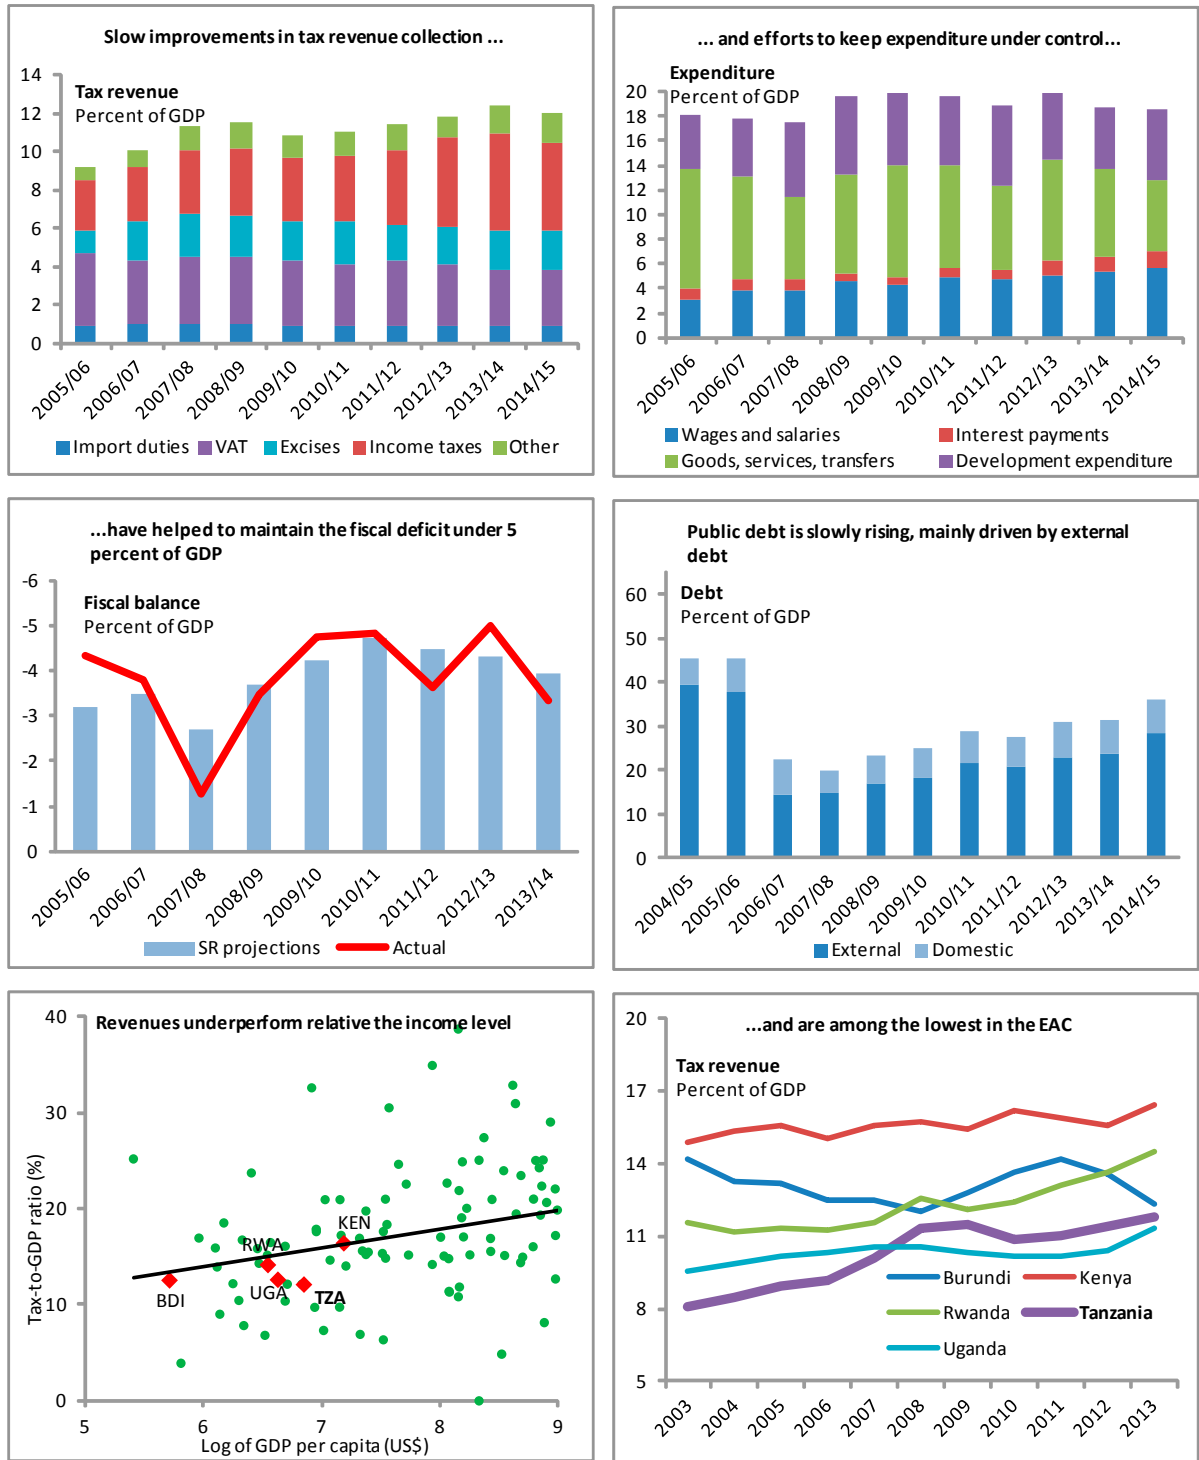 Slow improvements in tax revenue collection ...
Tax revenue
Percent of GDP
14
12
10
8
6
4
2
0
2005/06
2006/07
2007/08
2008/09
2009/10
2010/11
2011/12
2012/13
2013/14
2014/15
Import duties VAT Excises Income taxes Other
... and efforts to keep expenditure under control...
Expenditure
Percent of GDP
20
18
16
14
12
10
8
6
4
2
0
2005/06
2006/07
2007/08
2008/09
2009/10
2010/11
2011/12
2012/13
2013/14
2014/15
Wages and salaries Interest payments
Goods, services, transfers Development expenditure
...have helped to maintain the fiscal deficit under 5
percent of GDP
Fiscal balance
Percent of GDP
-6
-5
-4
-3
-2
-1
0
2005/06
2006/07
2007/08
2008/09
2009/10
2010/11
2011/12
2012/13
2013/14
SR projections Actual
Public debt is slowly rising, mainly driven by external
debt
Debt
Percent of GDP
60
50
40
30
20
10
0
2004/05
2005/06
2006/07
2007/08
2008/09
2009/10
2010/11
2011/12
2012/13
2013/14
2014/15
External Domestic
Revenues underperform relative the income level
Tax-to-GDP ratio (%)
40
30
20
10
0
KEN
RWA
BDI
UGA
TZA
5 6 7 8 9
Log of GDP per capita (US$)
...and are among the lowest in the EAC
Tax revenue
Percent of GDP
20
17
14
11
8
5
Burundi Kenya
Rwanda Tanzania
Uganda
2003
2004
2005
2006
2007
2008
2009
2010
2011
2012
2013